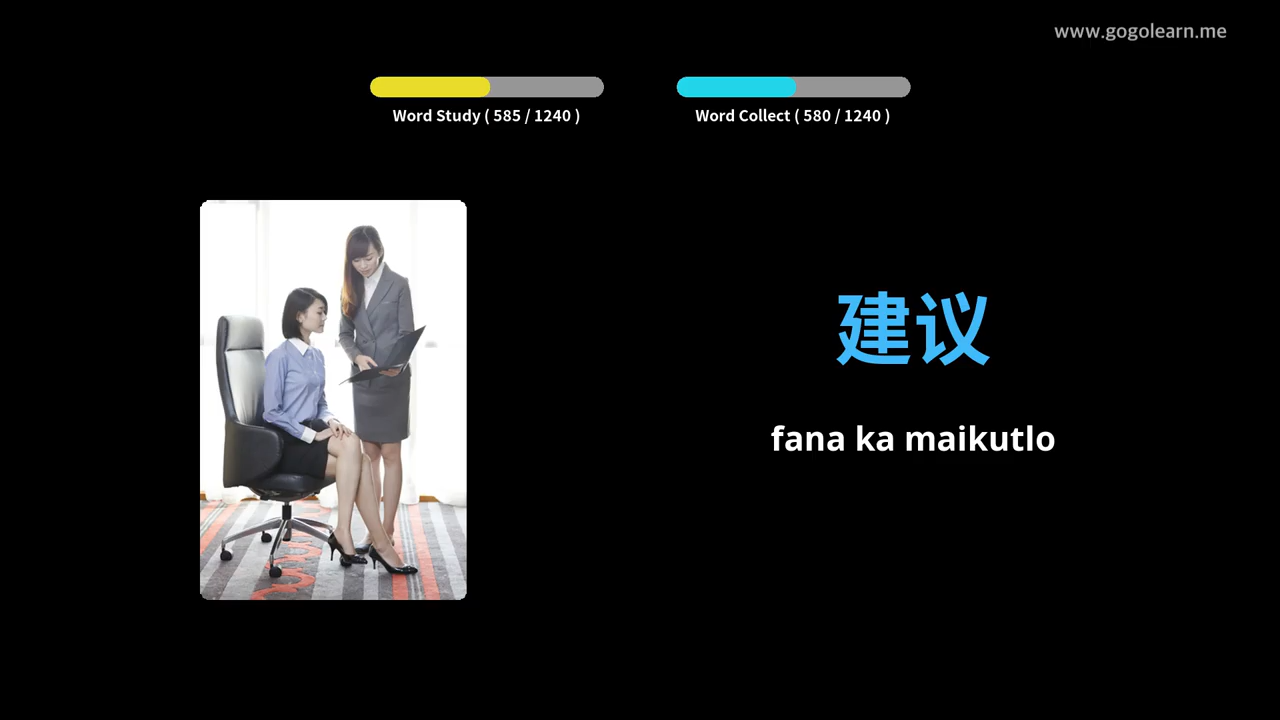 www.gogolearn.me
Word Study ( 585 / 1240 )
Word Collect ( 580 / 1240 )
建议
fana ka maikutlo